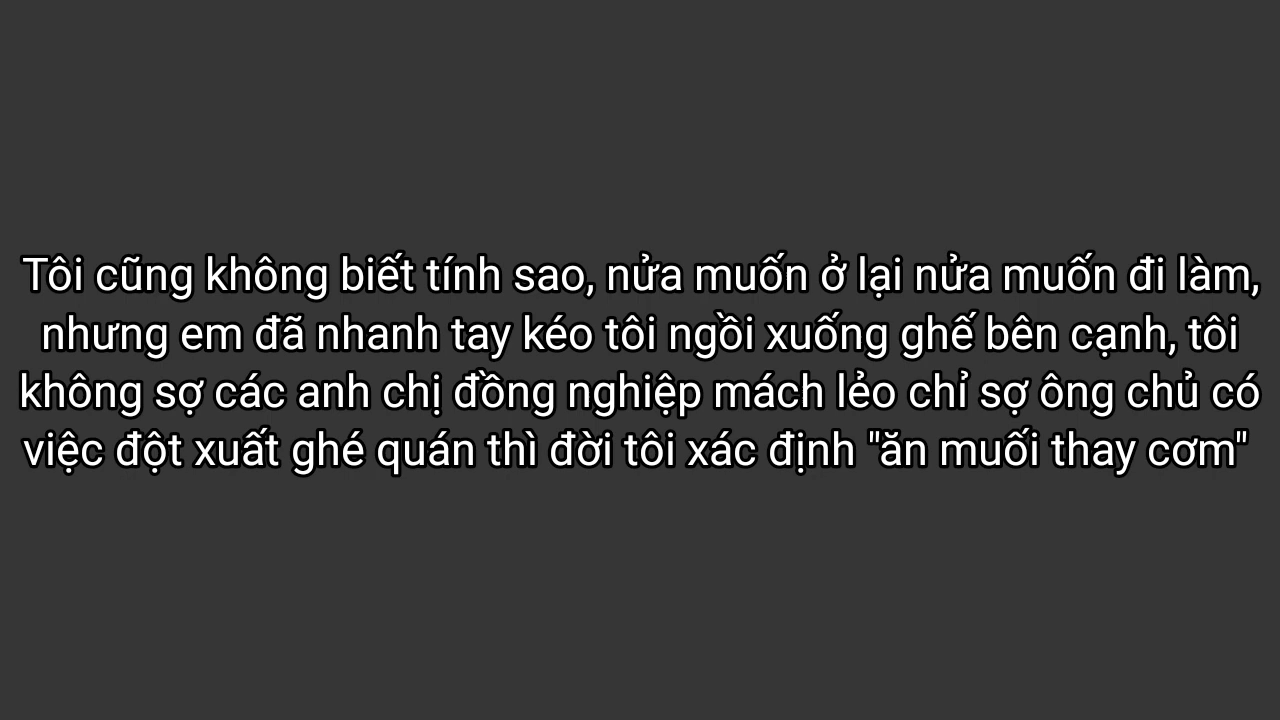 Tôi cũng không biết tính sao, nửa muốn ở lại nửa muốn đi làm,
nhưng em đã nhanh tay kéo tôi ngồi xuống ghế bên cạnh, tôi
không sợ các anh chị đồng nghiệp mách lẻo chỉ sợ ông chủ có
việc đột xuất ghé quán thì đời tôi xác định "ăn muối thay cơm"